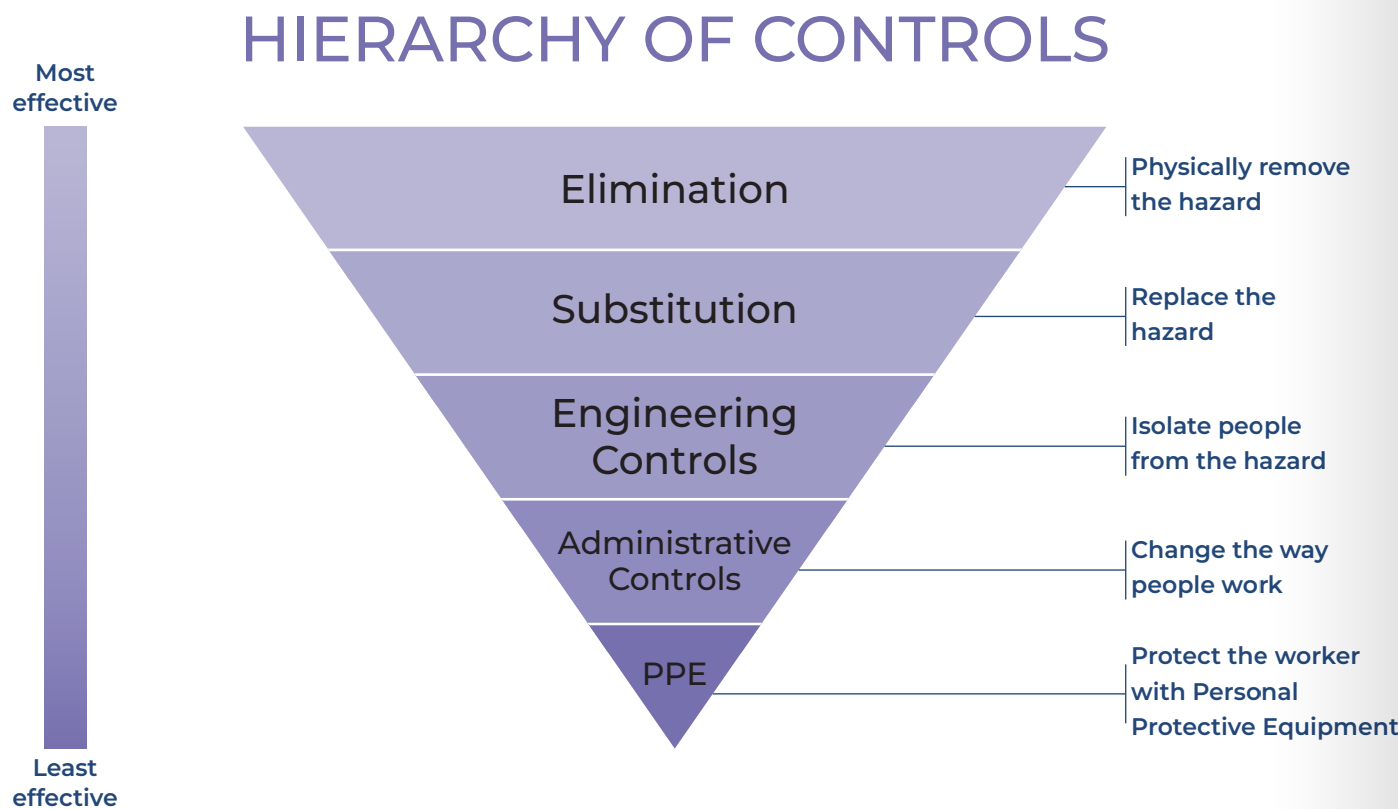 HIERARCHY OF CONTROLS
Most
effective
Elimination
Physically remove
the hazard
Substitution
Replace the
hazard
Engineering
Controls
Isolate people
from the hazard
Administrative
Controls
Change the way
people work
PPE
Protect the worker
with Personal
Protective Equipment
Least
effective